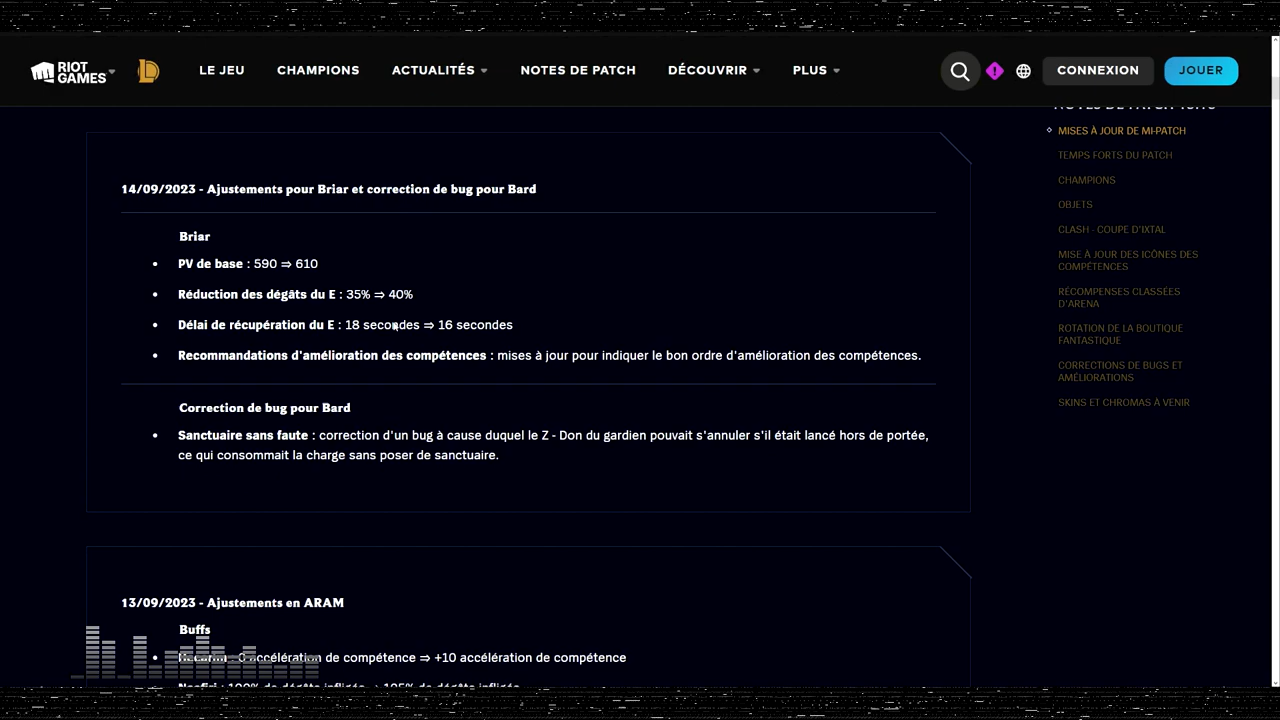 RIOT GAMES
LE JEU
CHAMPIONS
ACTUALITÉS
NOTES DE PATCH
DÉCOUVRIR
PLUS
CONNEXION
JOUER
14/09/2023 - Ajustements pour Briar et correction de bug pour Bard
Briar
• PV de base : 590 ⇒ 610
• Réduction des dégâts du E : 35% ⇒ 40%
• Délai de récupération du E : 18 secondes ⇒ 16 secondes
• Recommandations d'amélioration des compétences : mises à jour pour indiquer le bon ordre d'amélioration des compétences.
Correction de bug pour Bard
• Sanctuaire sans faute : correction d'un bug à cause duquel le Z - Don du gardien pouvait s'annuler s'il était lancé hors de portée,
ce qui consommait la charge sans poser de sanctuaire.
13/09/2023 - Ajustements en ARAM
Buffs
accélération de compétence ⇒ +10 accélération de compétence
MISES À JOUR DE MI-PATCH
TEMPS FORTS DU PATCH
CHAMPIONS
OBJETS
CLASH - COUPE D'IXTAL
MISE À JOUR DES ICÔNES DES
COMPÉTENCES
RÉCOMPENSES CLASSÉES
D'ARENA
ROTATION DE LA BOUTIQUE
FANTASTIQUE
CORRECTIONS DE BUGS ET
AMÉLIORATIONS
SKINS ET CHROMAS À VENIR